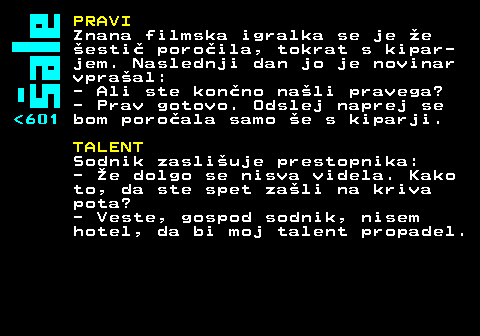 Šale
<601
PRAVI
Znana filmska igralka se je že
šestič poročila, tokrat s kipar-
jem. Naslednji dan jo je novinar
vprašal:
- Ali ste končno našli pravega?
- Prav gotovo. Odslej naprej se
bom poročala samo še s kiparji.
TALENT
Sodnik zaslišuje prestopnika:
- Že dolgo se nisva videla. Kako
to, da ste spet zašli na kriva
pota?
- Veste, gospod sodnik, nisem
hotel, da bi moj talent propadel.